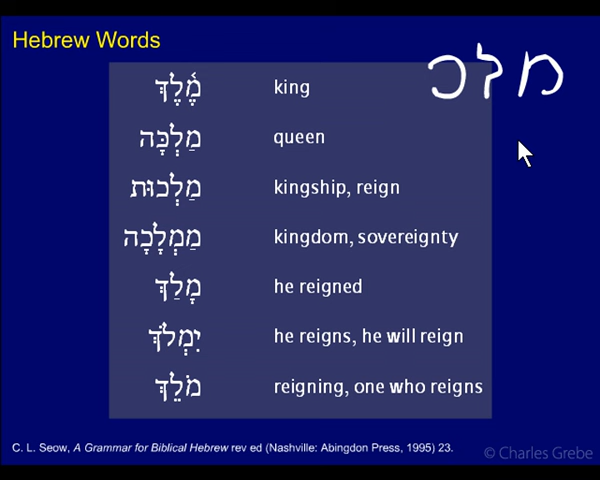 Hebrew Words
מלכ
מֶ֫לֶךְ king
מַלְכָּה queen
מַלְכוּת kingship, reign
מַמְלָכָה kingdom, sovereignty
מָלַךְ he reigned
יִמְלֹךְ he reigns, he will reign
מֹלֵךְ reigning, one who reigns
C. L. Seow, A Grammar for Biblical Hebrew rev ed (Nashville: Abingdon Press, 1995) 23.
© Charles Grebe